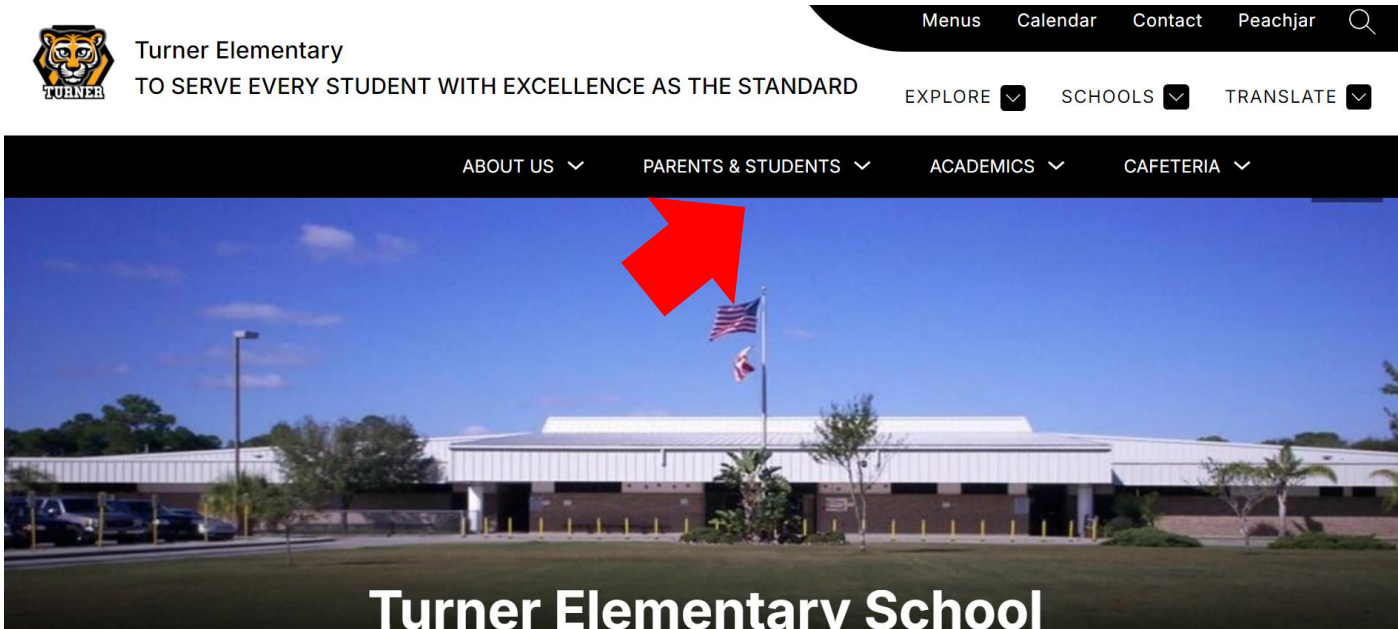 Menus Calendar Contact Peachjar
TURNER
Turner Elementary
TO SERVE EVERY STUDENT WITH EXCELLENCE AS THE STANDARD
EXPLORE SCHOOLS TRANSLATE
ABOUT US PARENTS & STUDENTS ACADEMICS CAFETERIA
Turner Elementary School